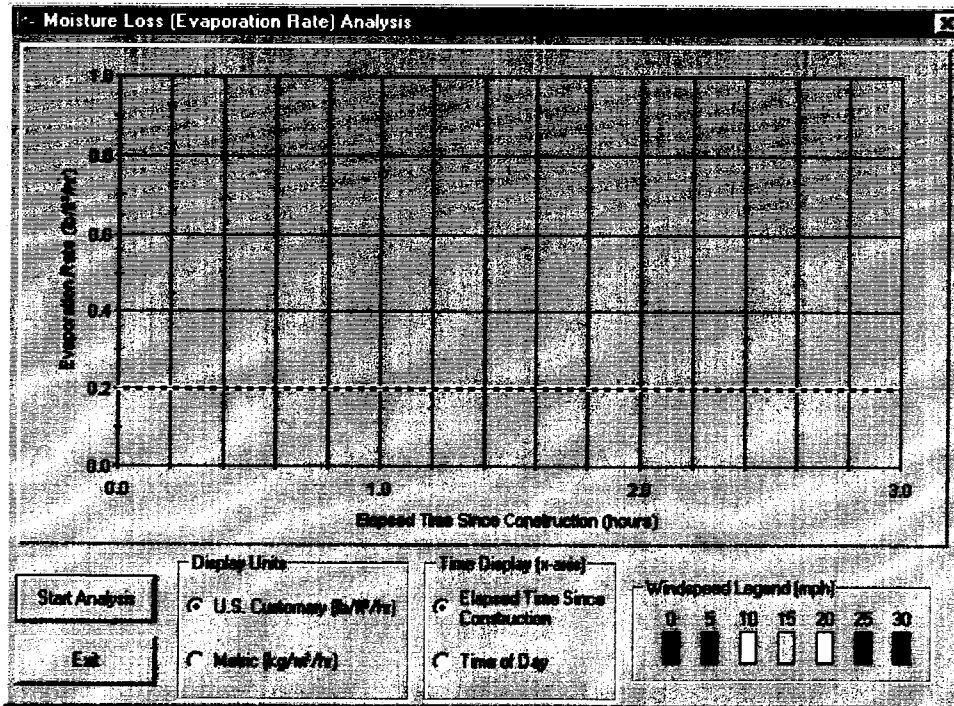 Moisture Loss (Evaporation Rate) Analysis
1.0
0.8
0.6
0.4
0.2
0.0
Evaporation Rate (lb/ft²/hr)
0.0 1.0 2.0 3.0
Elapsed Time Since Construction (hours)
Start Analysis
Exit
Display Units
U.S. Customary (lb/ft²/hr)
Metric (kg/m²/hr)
Time Display (x-axis)
Elapsed Time Since
Construction
Time of Day
Windspeed Legend (mph)
0 5 10 15 20 25 30